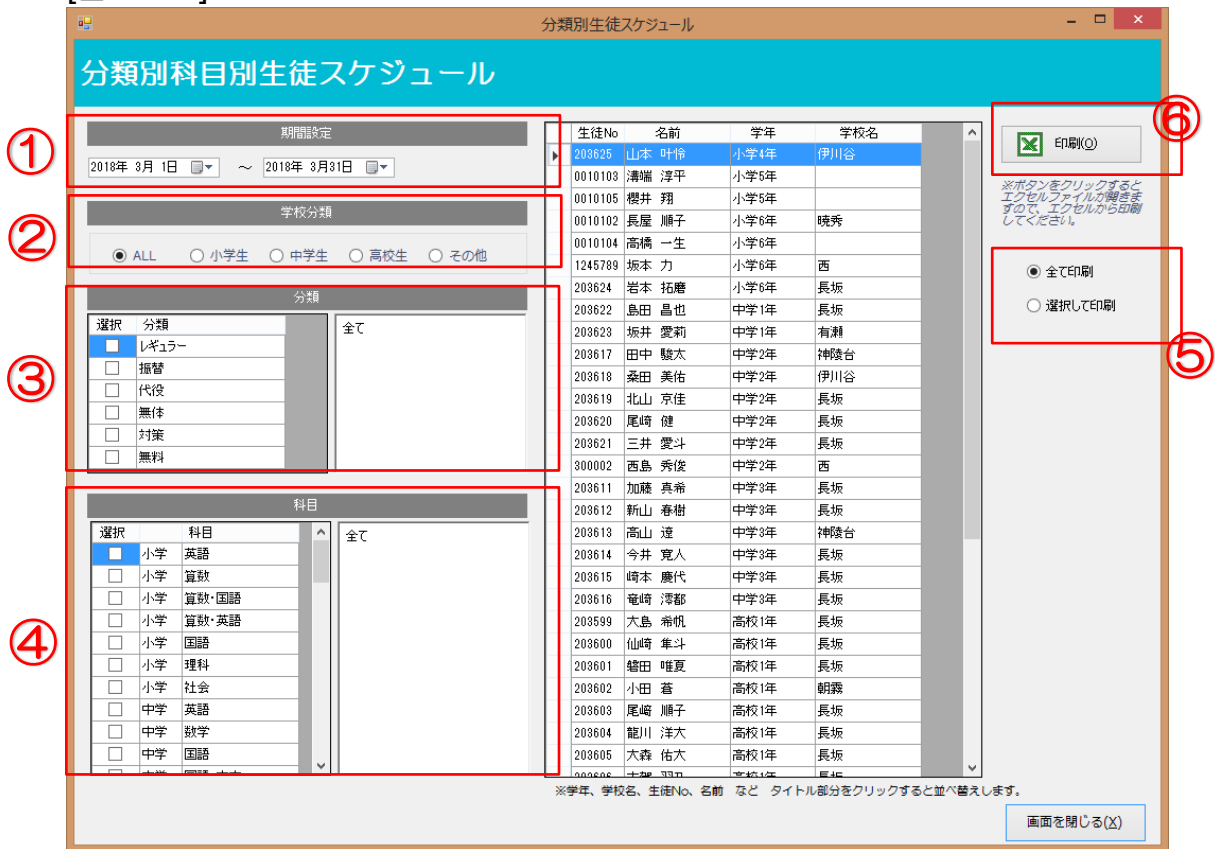 分類別生徒スケジュール
分類別科目別生徒スケジュール
①
期間設定
2018年 3月 1日 ～ 2018年 3月31日
②
学校分類
ALL 小学生 中学生 高校生 その他
③
分類
選択 分類
レギュラー
振替
代役
無体
対策
無料
全て
④
科目
選択 科目
小学 英語
小学 算数
小学 算数・国語
小学 算数・英語
小学 国語
小学 理科
小学 社会
中学 英語
中学 数学
中学 国語
全て
生徒No 名前 学年 学校名
203625 山本 叶怜 小学4年 伊川谷
0010103 溝端 淳平 小学5年
0010105 櫻井 翔 小学5年
0010102 長屋 順子 小学6年 暁秀
0010104 高橋 一生 小学6年
1245789 坂本 力 小学6年 西
203624 岩本 拓磨 小学6年 長坂
203622 島田 昌也 中学1年 長坂
203623 坂井 愛莉 中学1年 有瀬
203617 田中 駿太 中学2年 神陵台
203618 桑田 美佑 中学2年 伊川谷
203619 北山 京佳 中学2年 長坂
203620 尾崎 健 中学2年 長坂
203621 三井 愛斗 中学2年 長坂
300002 西島 秀俊 中学2年 西
203611 加藤 真希 中学3年 長坂
203612 新山 春樹 中学3年 長坂
203613 高山 遼 中学3年 神陵台
203614 今井 寛人 中学3年 長坂
203615 崎本 慶代 中学3年 長坂
203616 竜崎 澪都 中学3年 長坂
203599 大島 希帆 高校1年 長坂
203600 仙崎 隼斗 高校1年 長坂
203601 磐田 唯夏 高校1年 長坂
203602 小田 蒼 高校1年 朝霧
203603 尾崎 順子 高校1年 長坂
203604 龍川 洋大 高校1年 長坂
203605 大森 佑大 高校1年 長坂
※学年、学校名、生徒No、名前 など タイトル部分をクリックすると並べ替えします。
⑥
印刷(O)
※ボタンをクリックすると
エクセルファイルが開きま
すので、エクセルから印刷
してください。
全て印刷
選択して印刷
⑤
画面を閉じる(X)